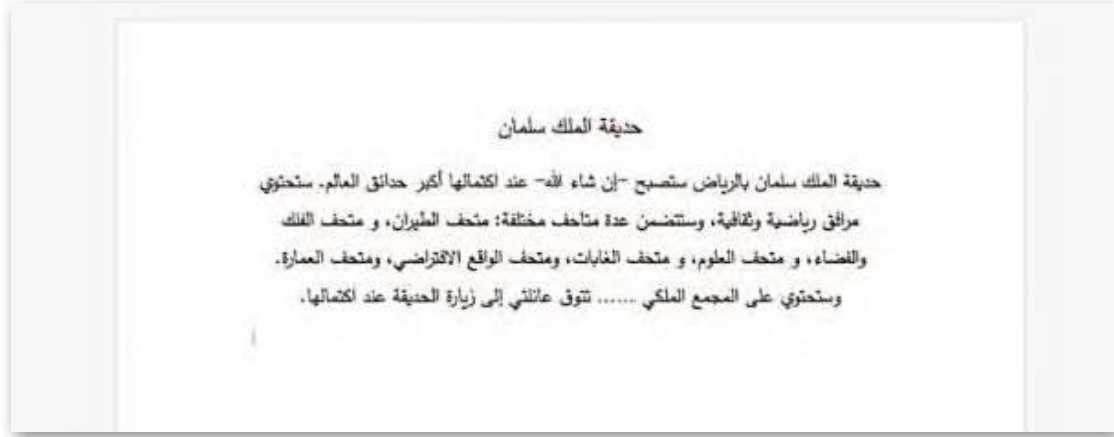 حديقة الملك سلمان
حديقة الملك سلمان بالرياض ستصبح -إن شاء الله- عند اكتمالها أكبر حدائق العالم. ستحتوي
مرافق رياضية وثقافية، وستتضمن عدة متاحف مختلفة: متحف الطيران، و متحف الفلك
والفضاء، و متحف العلوم، و متحف الغابات، ومتحف الواقع الافتراضي، ومتحف العمارة.
وستحتوي على المجمع الملكي ...... تتوق عائلتي إلى زيارة الحديقة عند اكتمالها.